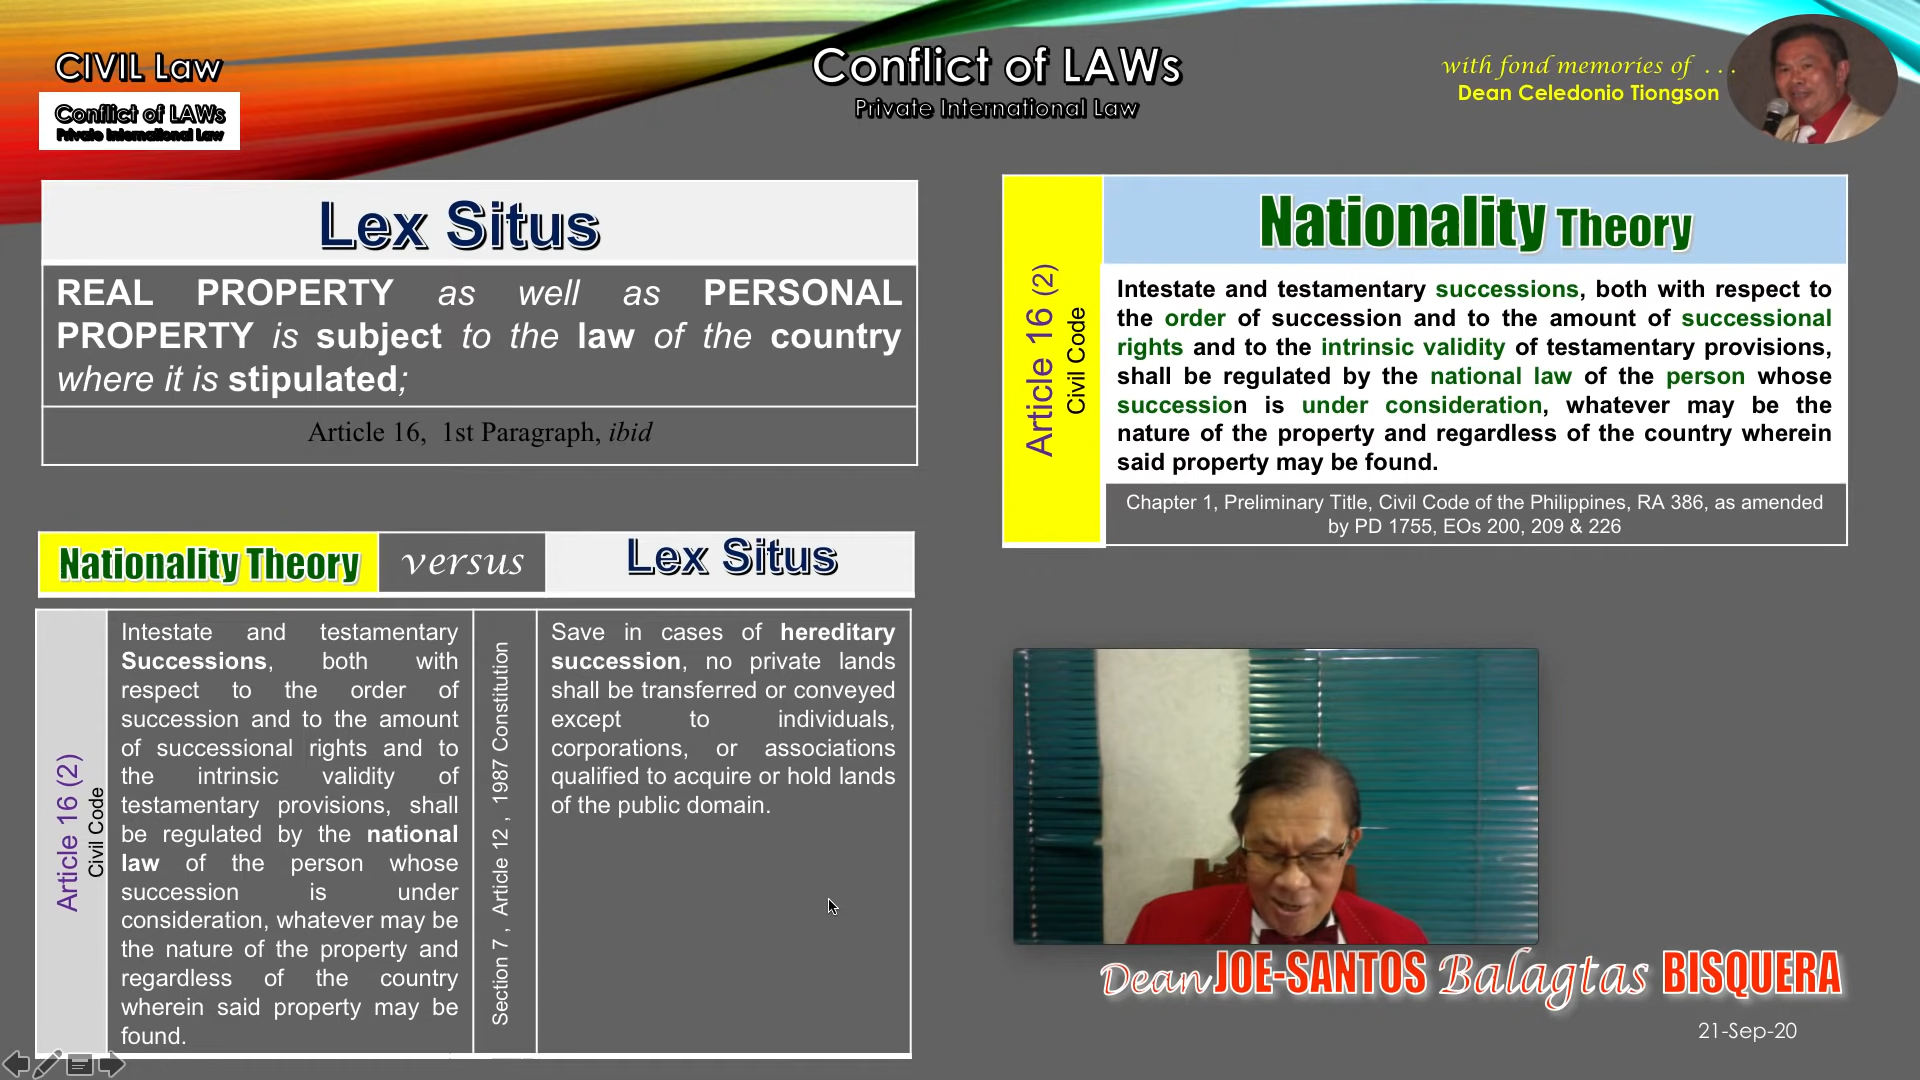 CIVIL Law
Conflict of LAWs
Private International Law
Conflict of LAWs
Private International Law
with fond memories of . . .
Dean Celedonio Tiongson
Lex Situs
REAL PROPERTY as well as PERSONAL
PROPERTY is subject to the law of the country
where it is stipulated;
Article 16, 1st Paragraph, ibid
Article 16 (2)
Civil Code
Nationality Theory
Intestate and testamentary successions, both with respect to
the order of succession and to the amount of successional
rights and to the intrinsic validity of testamentary provisions,
shall be regulated by the national law of the person whose
succession is under consideration, whatever may be the
nature of the property and regardless of the country wherein
said property may be found.
Chapter 1, Preliminary Title, Civil Code of the Philippines, RA 386, as amended
by PD 1755, EOs 200, 209 & 226
Nationality Theory versus Lex Situs
Article 16 (2)
Civil Code
Intestate and testamentary
Successions, both with
respect to the order of
succession and to the amount
of successional rights and to
the intrinsic validity of
testamentary provisions, shall
be regulated by the national
law of the person whose
succession is under
consideration, whatever may be
the nature of the property and
regardless of the country
wherein said property may be
found.
Section 7 , Article 12 , 1987 Constitution
Save in cases of hereditary
succession, no private lands
shall be transferred or conveyed
except to individuals,
corporations, or associations
qualified to acquire or hold lands
of the public domain.
Dean JOE-SANTOS Balagtas BISQUERA
21-Sep-20